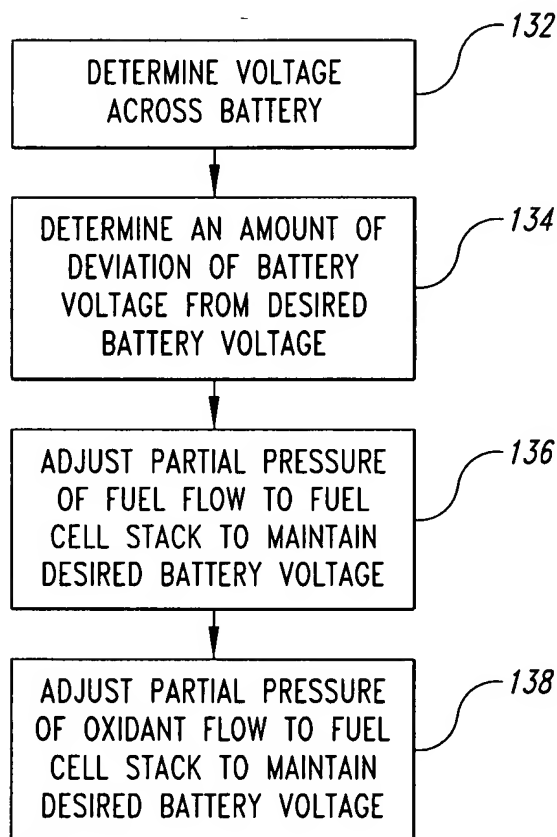 132
DETERMINE VOLTAGE
ACROSS BATTERY
134
DETERMINE AN AMOUNT OF
DEVIATION OF BATTERY
VOLTAGE FROM DESIRED
BATTERY VOLTAGE
136
ADJUST PARTIAL PRESSURE
OF FUEL FLOW TO FUEL
CELL STACK TO MAINTAIN
DESIRED BATTERY VOLTAGE
138
ADJUST PARTIAL PRESSURE
OF OXIDANT FLOW TO FUEL
CELL STACK TO MAINTAIN
DESIRED BATTERY VOLTAGE